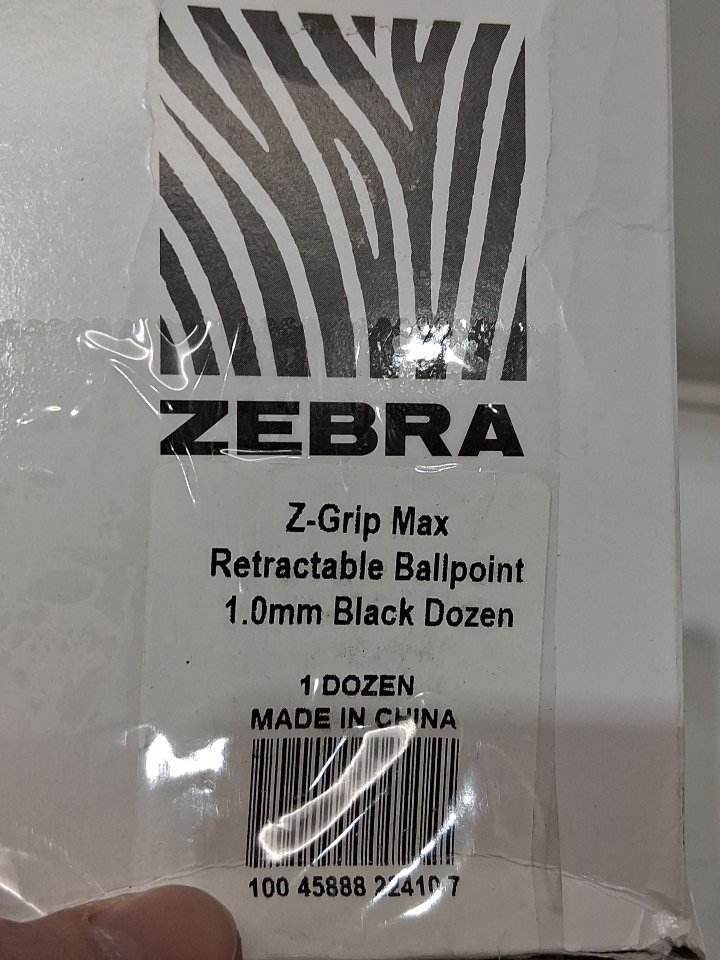 ZEBRA
Z-Grip Max
Retractable Ballpoint
1.0mm Black Dozen
1 DOZEN
MADE IN CHINA
100 45888 22410 7